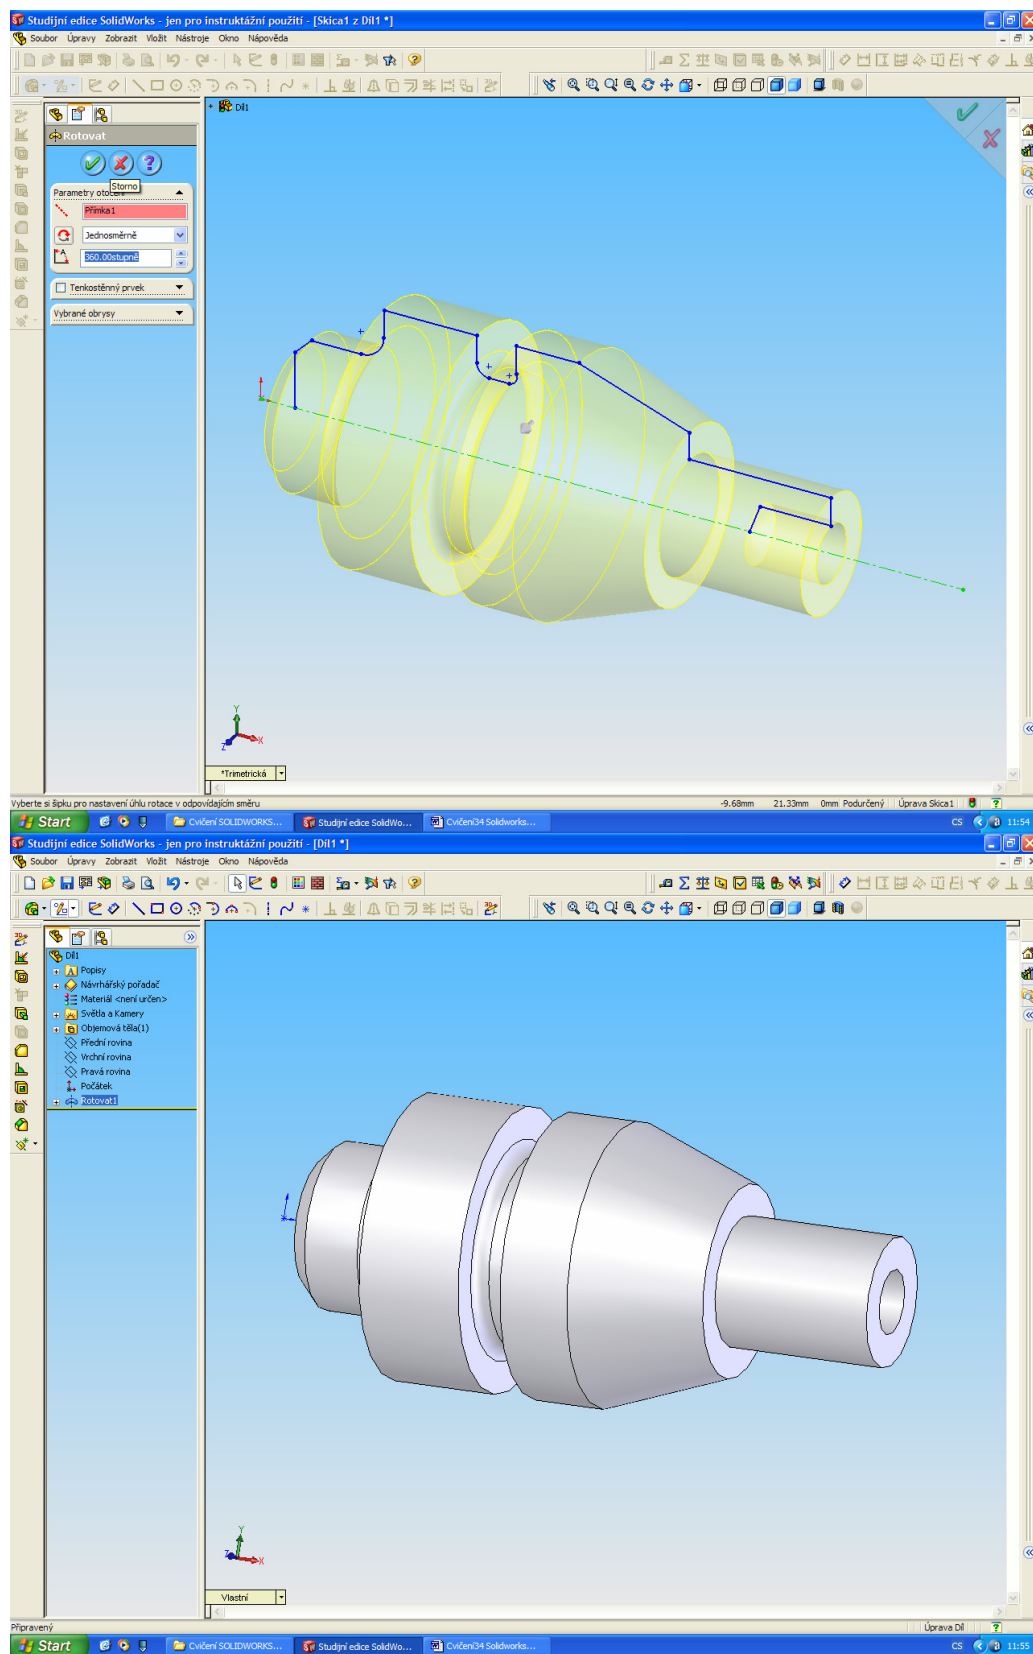 Studijní edice SolidWorks - jen pro instruktážní použití - [Skica1 z Díl1 *]
Soubor Úpravy Zobrazit Vložit Nástroje Okno Nápověda
Díl1
Rotovat
Storno
Parametry otočení
Přímka1
Jednosměrně
360.00stupně
Tenkostěnný prvek
Vybrané obrysy
Y
X
Z
*Trimetrická
Vyberte si šipku pro nastavení úhlu rotace v odpovídajícím směru
-9.68mm 21.33mm 0mm Podurčený Úprava Skica1
Start Cvičení SOLIDWORKS... Studijní edice SolidWo... Cvičení34 Solidworks... CS 11:54
Studijní edice SolidWorks - jen pro instruktážní použití - [Díl1 *]
Soubor Úpravy Zobrazit Vložit Nástroje Okno Nápověda
Díl1
Popisy
Návrhářský pořadač
Materiál <není určen>
Světla a Kamery
Objemová těla(1)
Přední rovina
Vrchní rovina
Pravá rovina
Počátek
Rotovat1
Y
Z
X
Vlastní
Připravený
Úprava Díl
Start Cvičení SOLIDWORKS... Studijní edice SolidWo... Cvičení34 Solidworks... CS 11:55